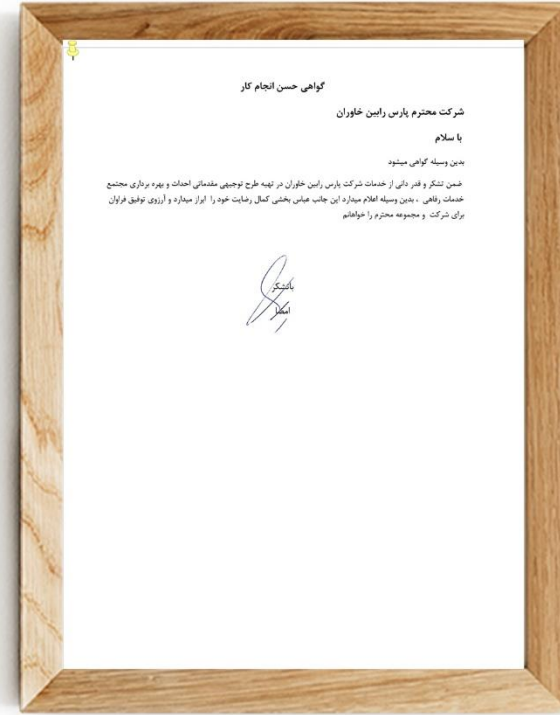 گواهی حسن انجام کار
شرکت محترم پارس رابین خاوران
با سلام
بدین وسیله گواهی میشود
ضمن تشکر و قدر دانی از خدمات شرکت پارس رابین خاوران در تهیه طرح توجیهی مقدماتی احداث و بهره برداری مجتمع
خدمات رفاهی ، بدین وسیله اعلام میدارد این جانب عباس بخشی کمال رضایت خود را ابراز میدارد و آرزوی توفیق فراوان
برای شرکت و مجموعه محترم را خواهانم
باتشکر
امضا